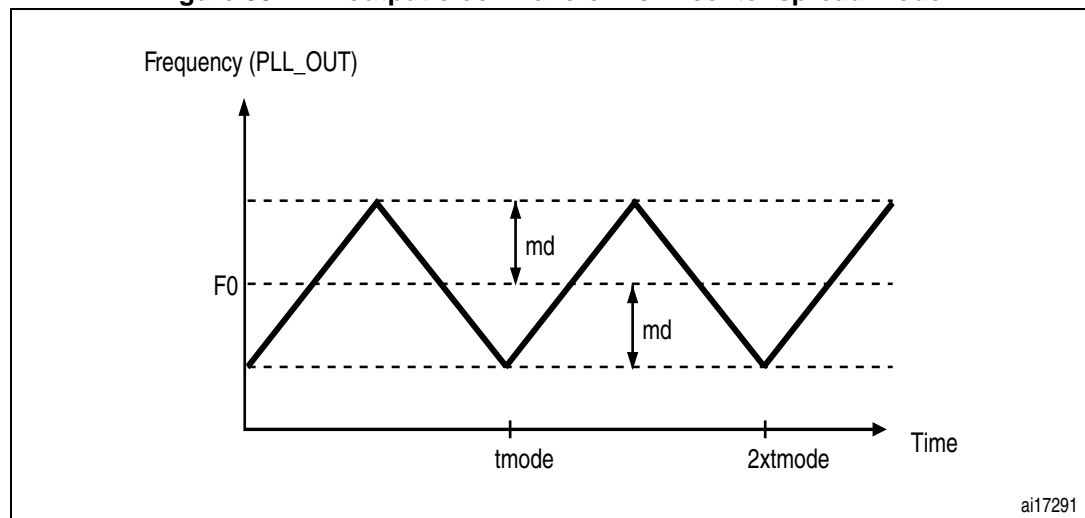 Frequency (PLL_OUT)
md
F0
md
tmode
2xtmode
Time
ai17291